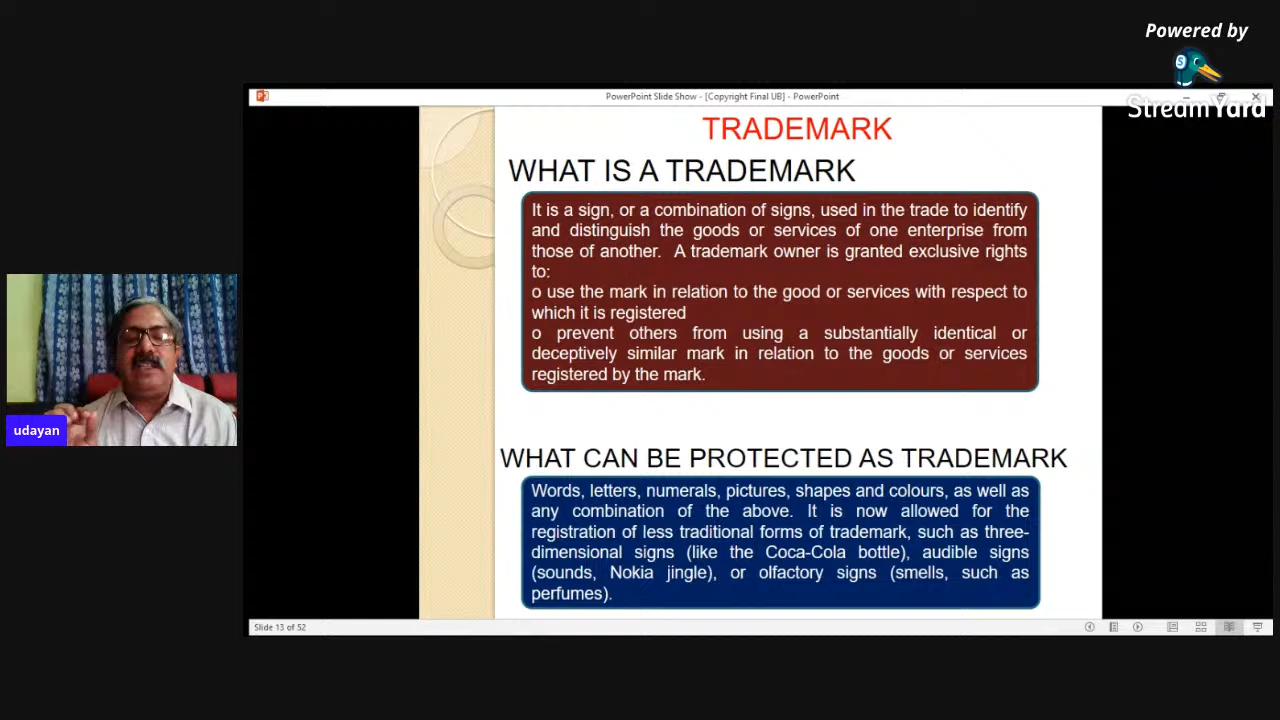 Powered by
StreamYard
PowerPoint Slide Show - [Copyright Final UB] - PowerPoint
TRADEMARK
WHAT IS A TRADEMARK
It is a sign, or a combination of signs, used in the trade to identify
and distinguish the goods or services of one enterprise from
those of another. A trademark owner is granted exclusive rights
to:
o use the mark in relation to the good or services with respect to
which it is registered
o prevent others from using a substantially identical or
deceptively similar mark in relation to the goods or services
registered by the mark.
udayan
WHAT CAN BE PROTECTED AS TRADEMARK
Words, letters, numerals, pictures, shapes and colours, as well as
any combination of the above. It is now allowed for the
registration of less traditional forms of trademark, such as three-
dimensional signs (like the Coca-Cola bottle), audible signs
(sounds, Nokia jingle), or olfactory signs (smells, such as
perfumes).
Slide 13 of 52